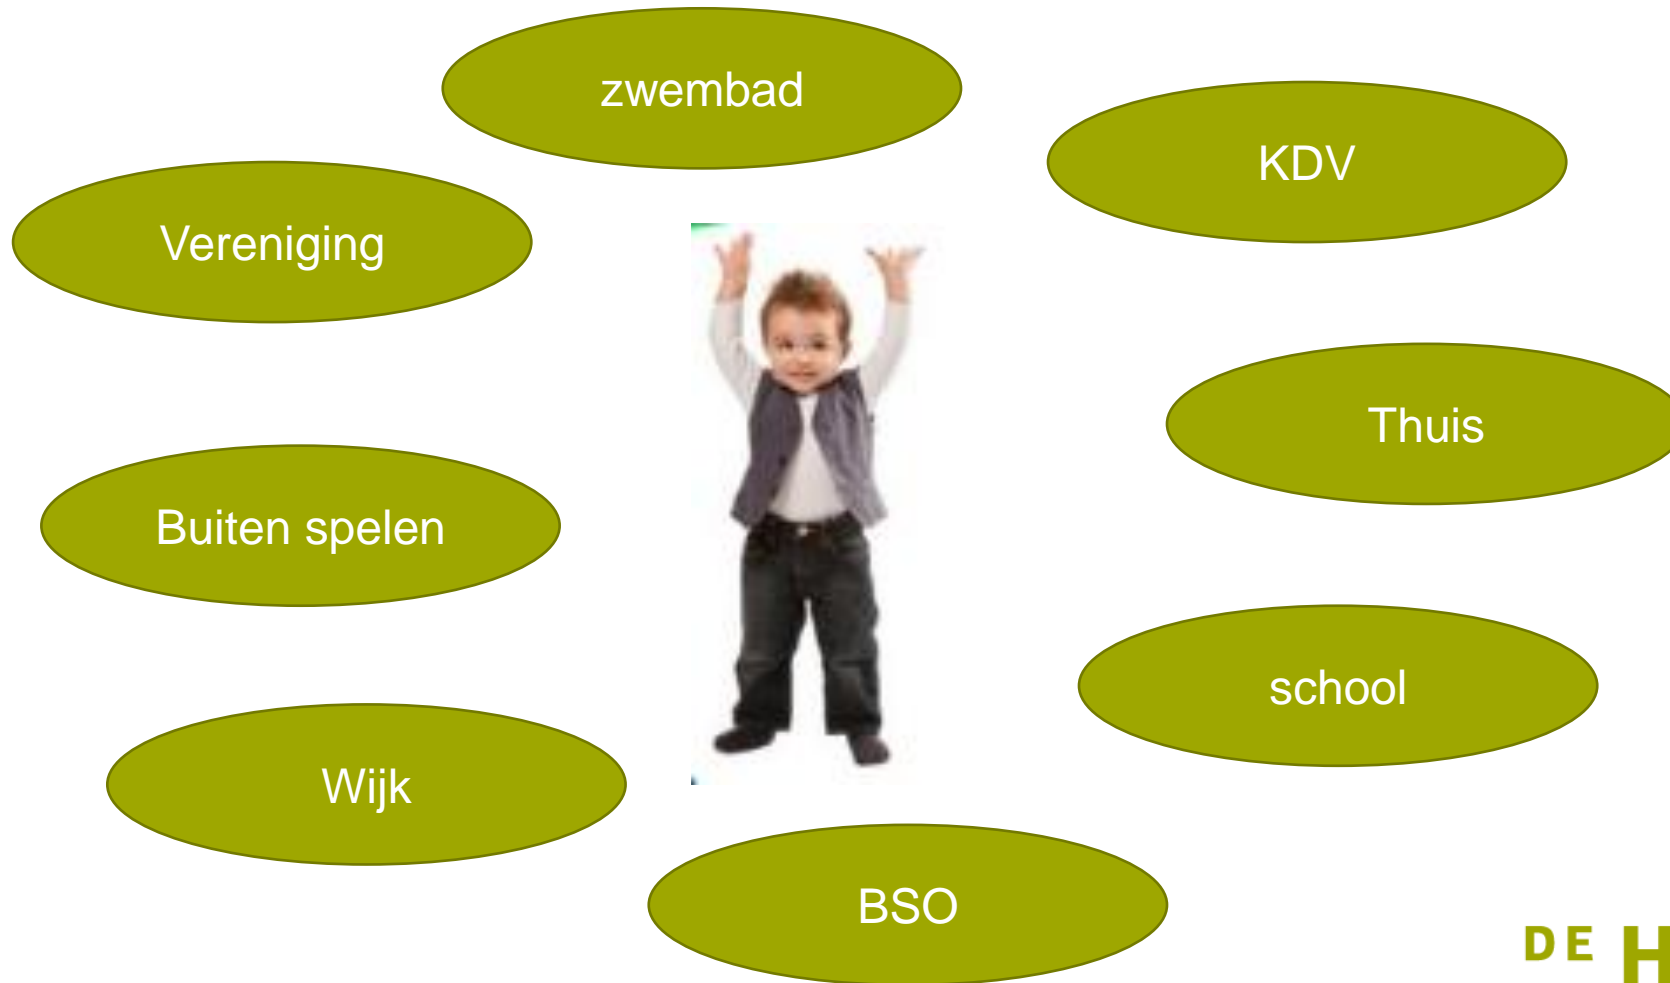 zwembad
KDV
Vereniging
Thuis
Buiten spelen
school
Wijk
BSO
DE H